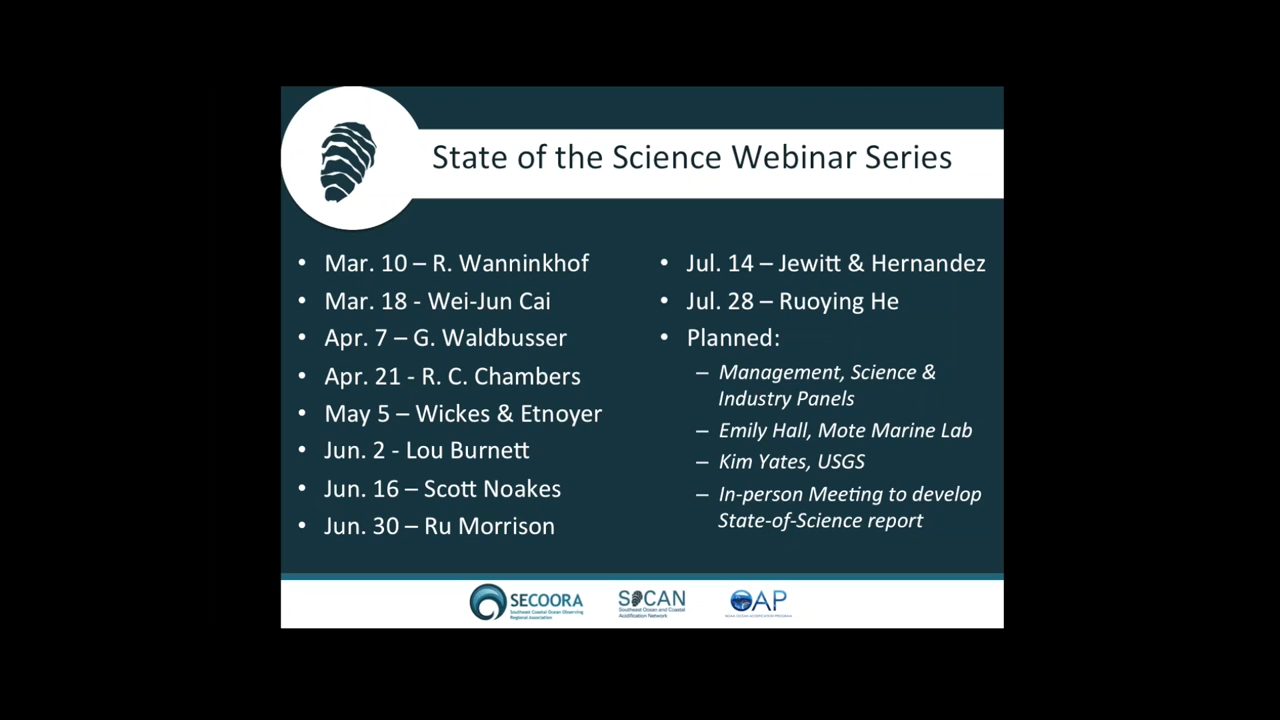 State of the Science Webinar Series
• Mar. 10 – R. Wanninkhof
• Mar. 18 - Wei-Jun Cai
• Apr. 7 – G. Waldbusser
• Apr. 21 - R. C. Chambers
• May 5 – Wickes & Etnoyer
• Jun. 2 - Lou Burnett
• Jun. 16 – Scott Noakes
• Jun. 30 – Ru Morrison
• Jul. 14 – Jewitt & Hernandez
• Jul. 28 – Ruoying He
• Planned:
– Management, Science &
Industry Panels
– Emily Hall, Mote Marine Lab
– Kim Yates, USGS
– In-person Meeting to develop
State-of-Science report
SECOORA
Southeast Coastal Ocean Observing
Regional Association
SOCAN
Southeast Ocean and Coastal
Acidification Network
OAP
NOAA OCEAN ACIDIFICATION PROGRAM